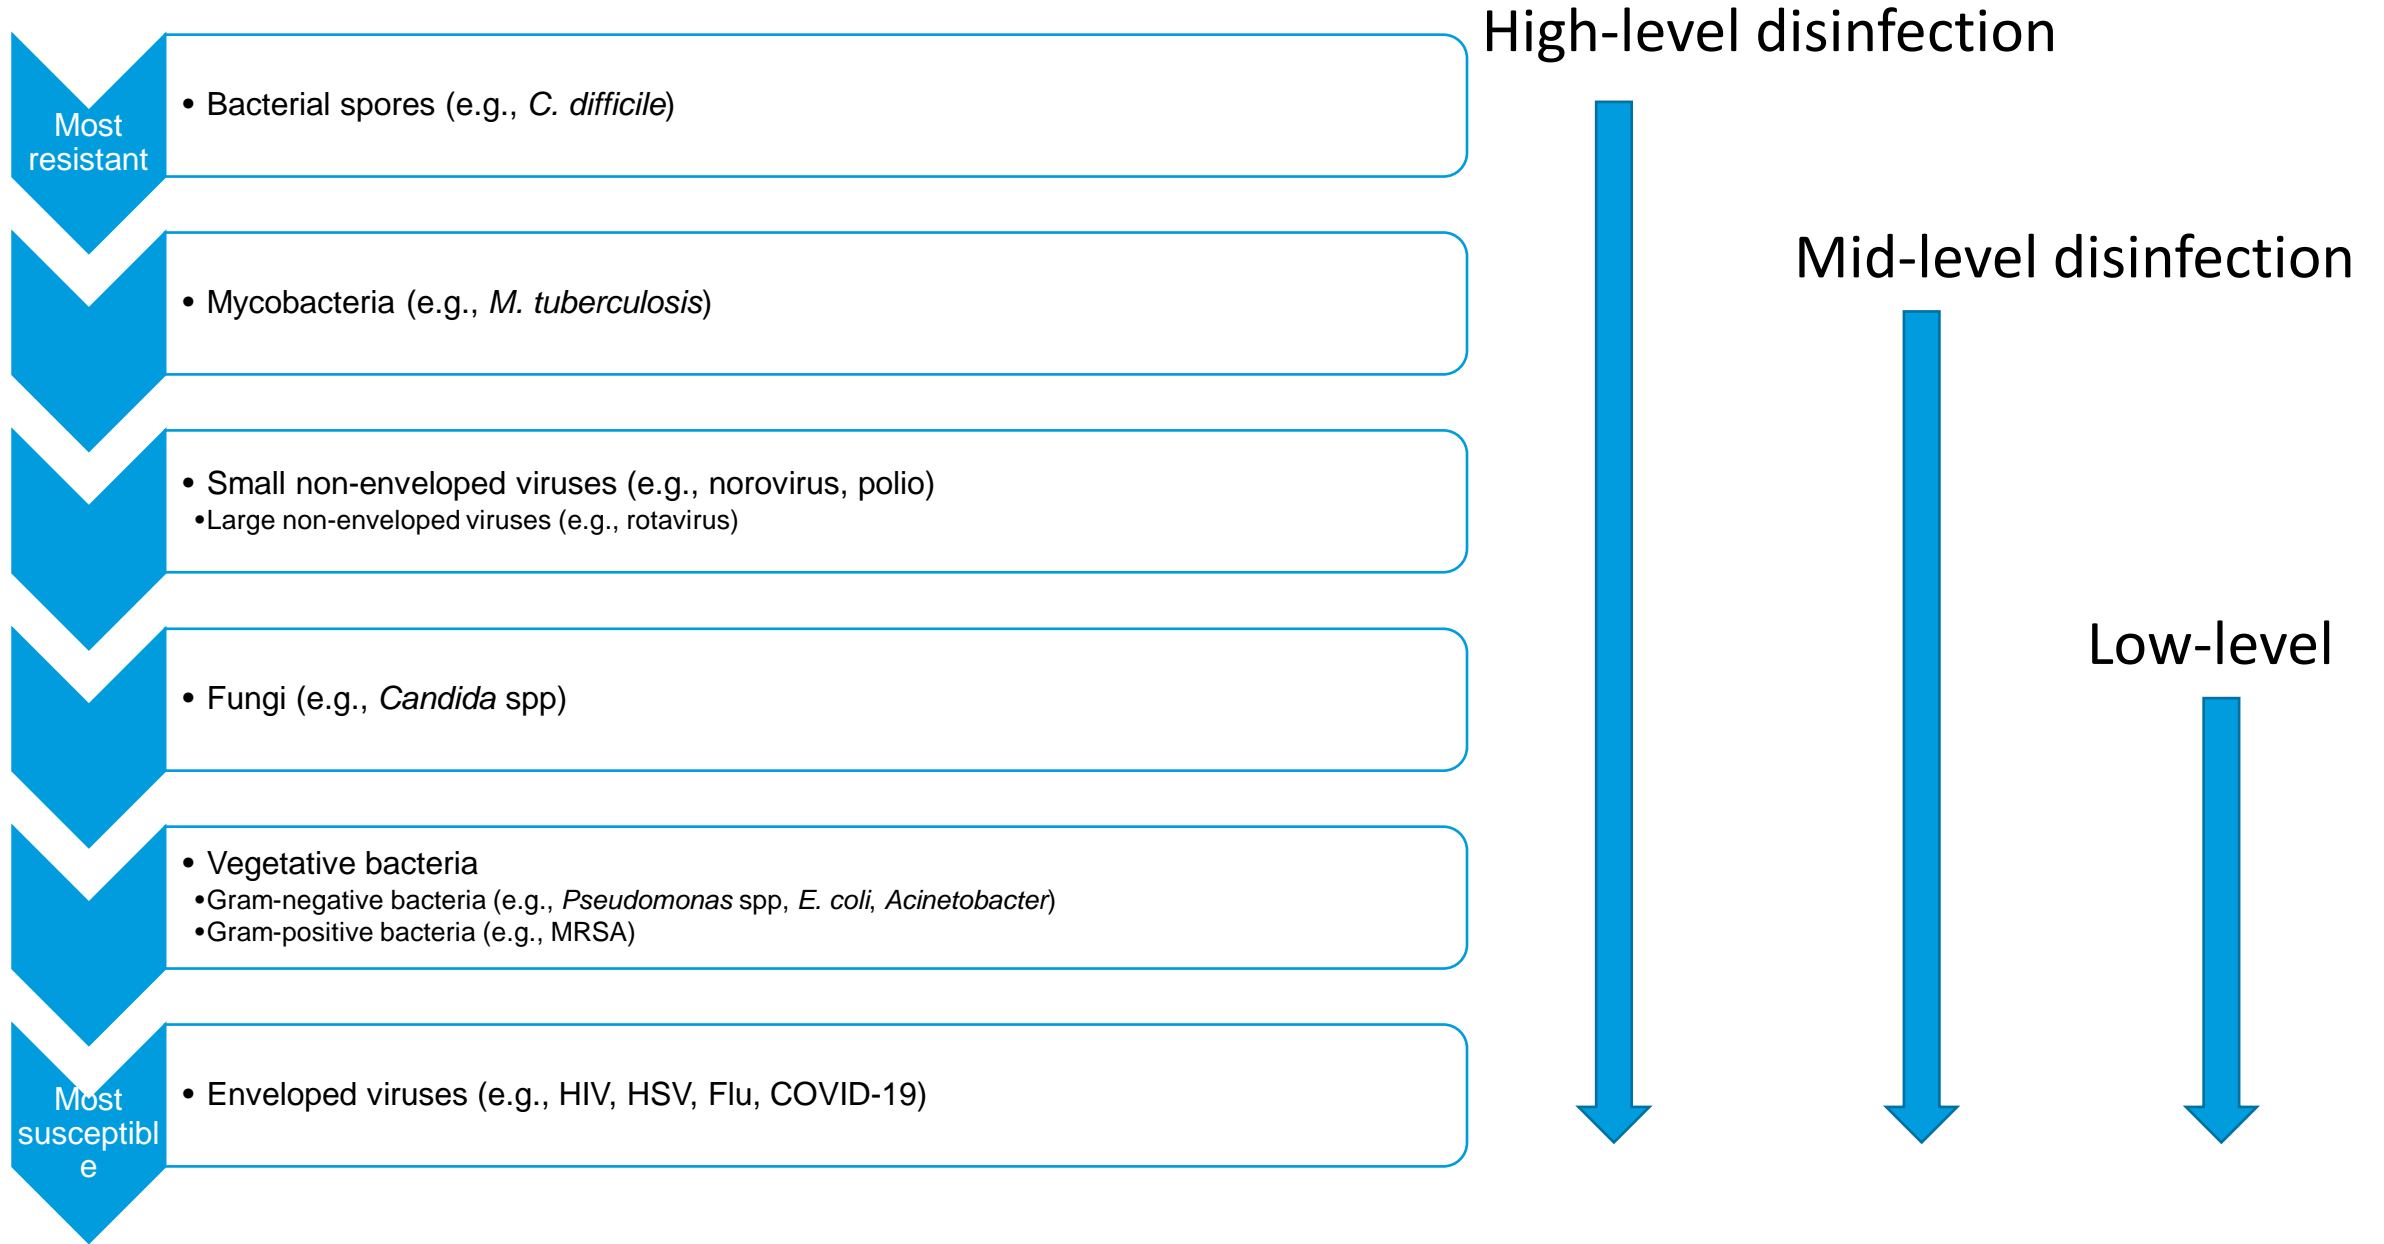 High-level disinfection
Most
resistant
• Bacterial spores (e.g., C. difficile)
Mid-level disinfection
• Mycobacteria (e.g., M. tuberculosis)
• Small non-enveloped viruses (e.g., norovirus, polio)
•Large non-enveloped viruses (e.g., rotavirus)
Low-level
• Fungi (e.g., Candida spp)
• Vegetative bacteria
•Gram-negative bacteria (e.g., Pseudomonas spp, E. coli, Acinetobacter)
•Gram-positive bacteria (e.g., MRSA)
Most
susceptibl
e
• Enveloped viruses (e.g., HIV, HSV, Flu, COVID-19)